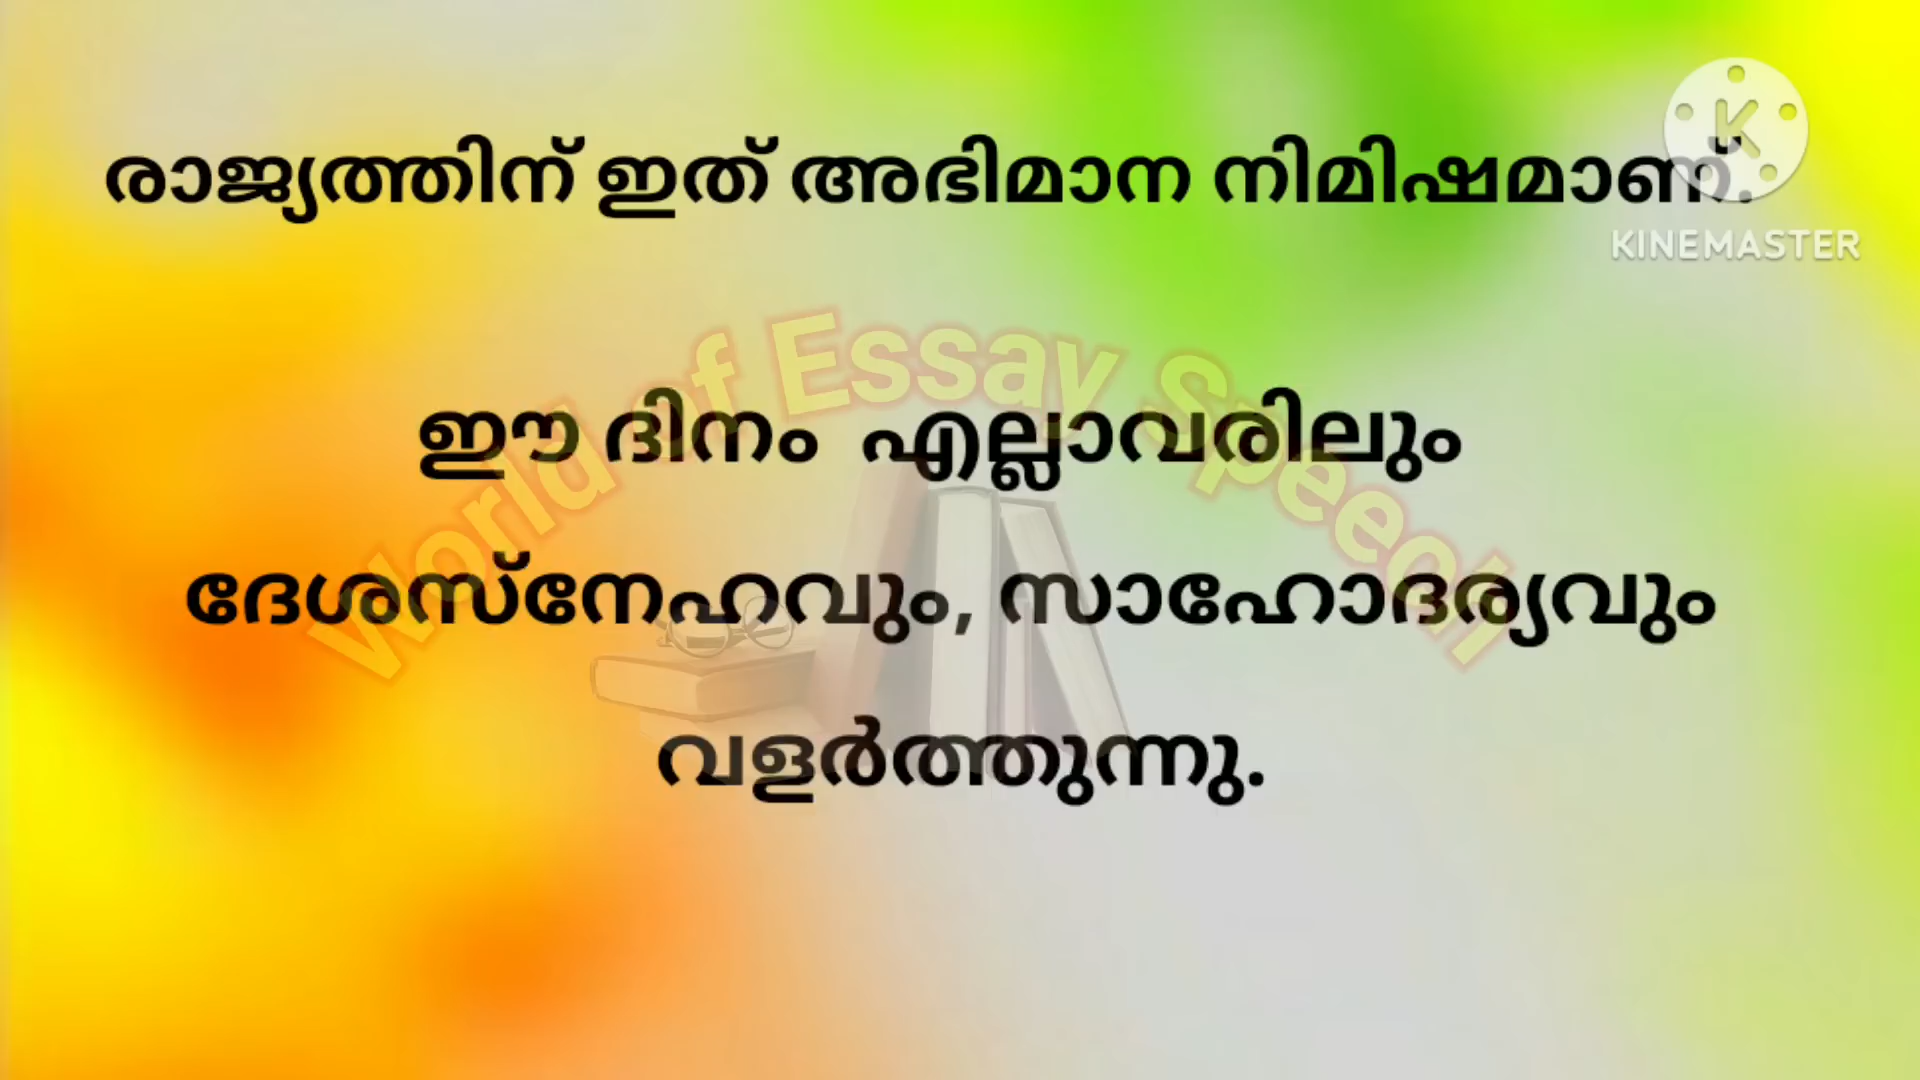 രാജ്യത്തിന് ഇത് അഭിമാന നിമിഷമാണ്.
KINEMASTER
World of Essay Speech
ഈ ദിനം എല്ലാവരിലും
ദേശസ്നേഹവും, സാഹോദര്യവും
വളർത്തുന്നു.